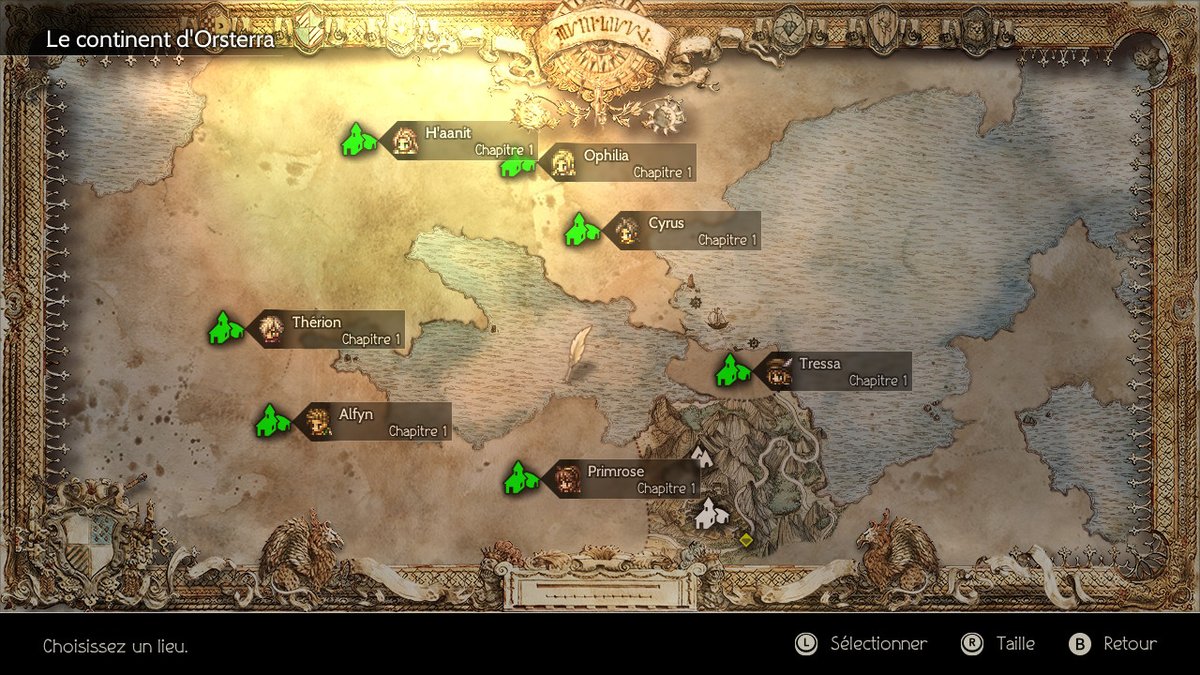 Le continent d'Orsterra
H'aanit
Chapitre 1
Ophilia
Chapitre 1
Cyrus
Chapitre 1
Thérion
Chapitre 1
Tressa
Chapitre 1
Alfyn
Chapitre 1
Primrose
Chapitre 1
Choisissez un lieu.
L Sélectionner
R Taille
B Retour